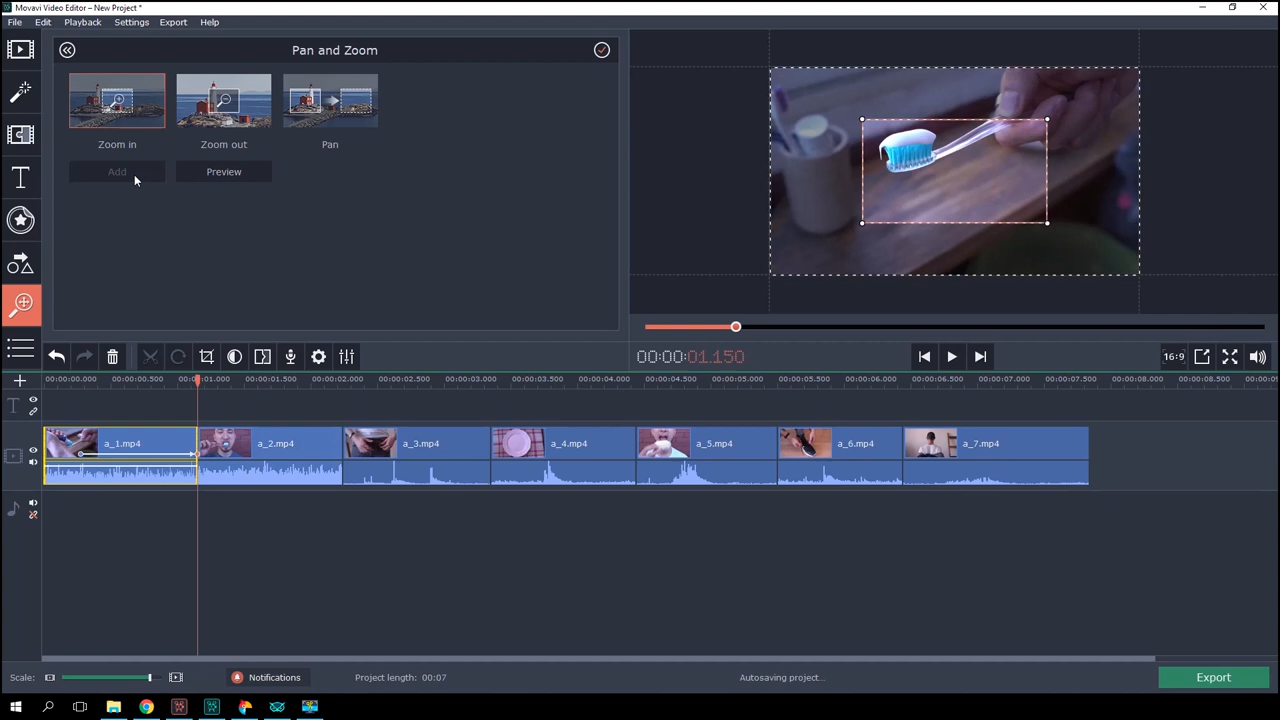 Movavi Video Editor – New Project *
File Edit Playback Settings Export Help
Pan and Zoom
Zoom in Zoom out Pan
Add Preview
00:00:01.150
16:9
00:00:00.000 00:00:00.500 00:00:01.000 00:00:01.500 00:00:02.000 00:00:02.500 00:00:03.000 00:00:03.500 00:00:04.000 00:00:04.500 00:00:05.000 00:00:05.500 00:00:06.000 00:00:06.500 00:00:07.000 00:00:07.500 00:00:08.000 00:00:08.500
a_1.mp4 a_2.mp4 a_3.mp4 a_4.mp4 a_5.mp4 a_6.mp4 a_7.mp4
Scale: Notifications Project length: 00:07 Autosaving project... Export